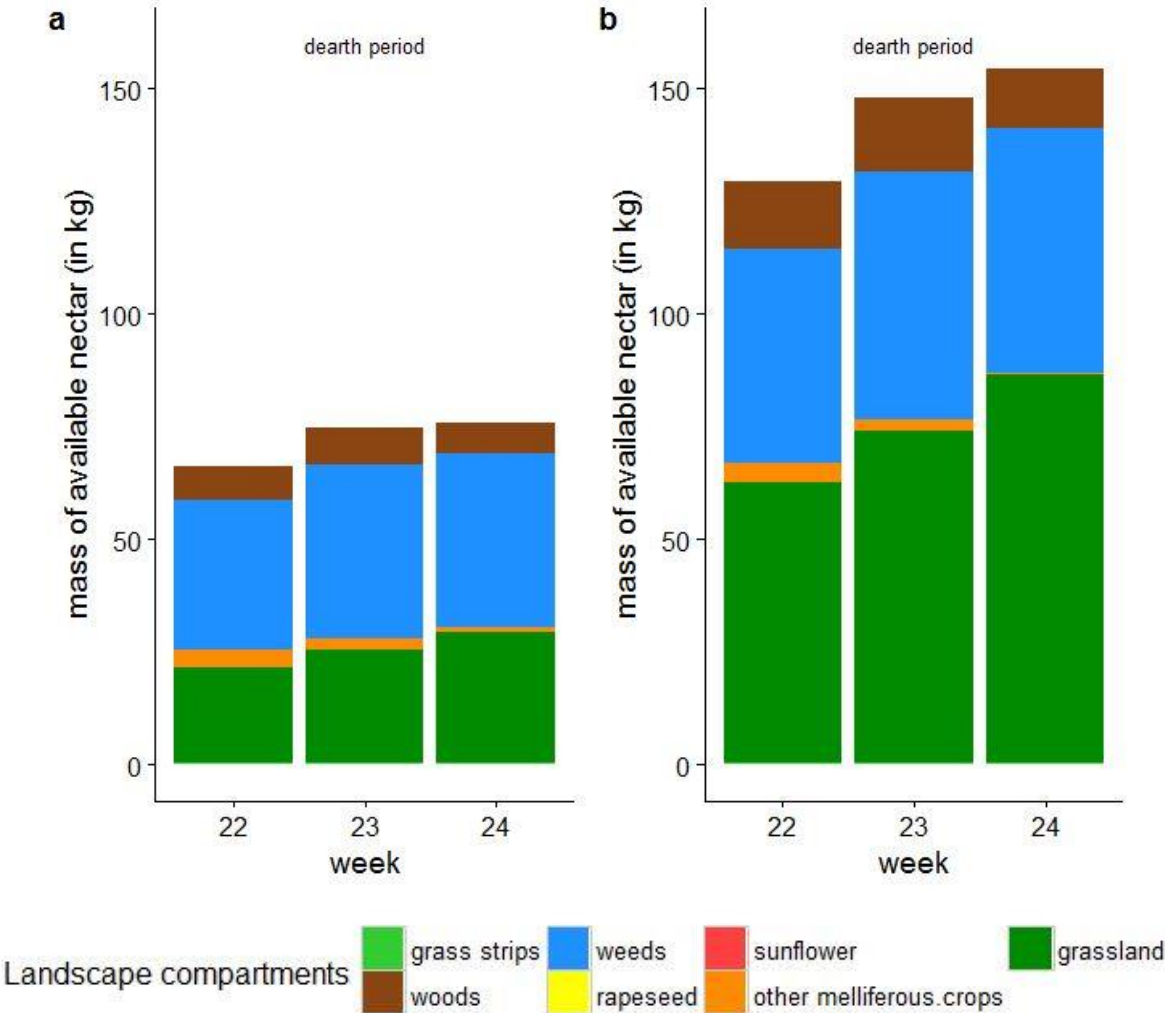 a
dearth period
mass of available nectar (in kg)
150
100
50
0
22 23 24
week
b
dearth period
mass of available nectar (in kg)
150
100
50
0
22 23 24
week
Landscape compartments
grass strips weeds sunflower grassland
woods rapeseed other melliferous.crops